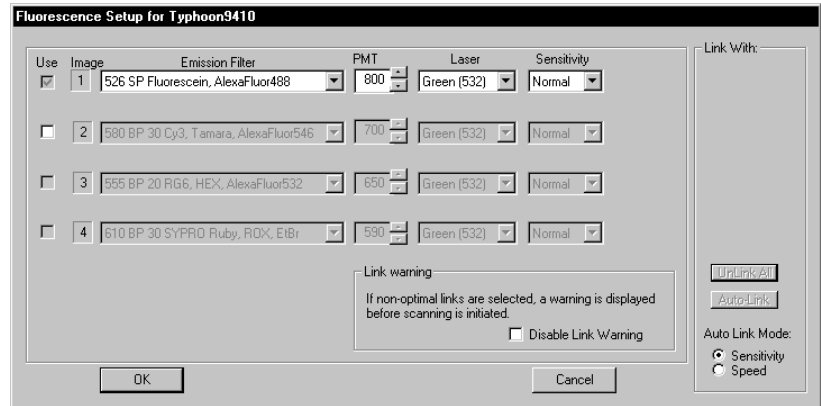 Fluorescence Setup for Typhoon9410
Use Image Emission Filter PMT Laser Sensitivity
1 526 SP Fluorescein, AlexaFluor488 800 Green (532) Normal
2 580 BP 30 Cy3, Tamara, AlexaFluor546 700 Green (532) Normal
3 555 BP 20 RG6, HEX, AlexaFluor532 650 Green (532) Normal
4 610 BP 30 SYPRO Ruby, ROX, EtBr 590 Green (532) Normal
Link warning
If non-optimal links are selected, a warning is displayed
before scanning is initiated.
Disable Link Warning
OK
Cancel
Link With:
UnLink All
Auto-Link
Auto Link Mode:
Sensitivity
Speed